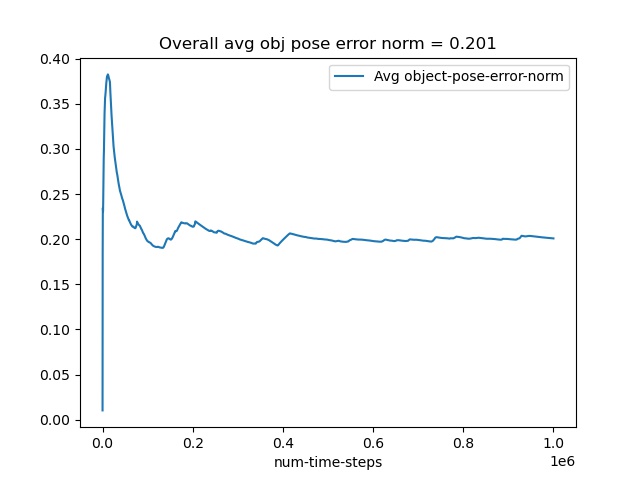 Overall avg obj pose error norm = 0.201
Avg object-pose-error-norm
0.40
0.35
0.30
0.25
0.20
0.15
0.10
0.05
0.00
0.0 0.2 0.4 0.6 0.8 1.0
1e6
num-time-steps